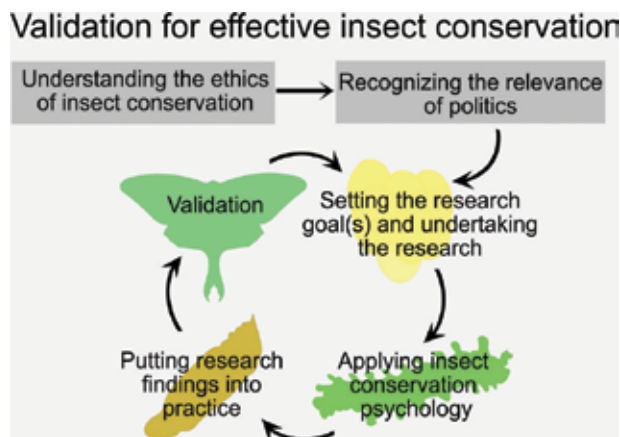 Validation for effective insect conservation
Understanding the ethics
of insect conservation
Recognizing the relevance
of politics
Validation
Setting the research
goal(s) and undertaking
the research
Putting research
findings into
practice
Applying insect
conservation
psychology